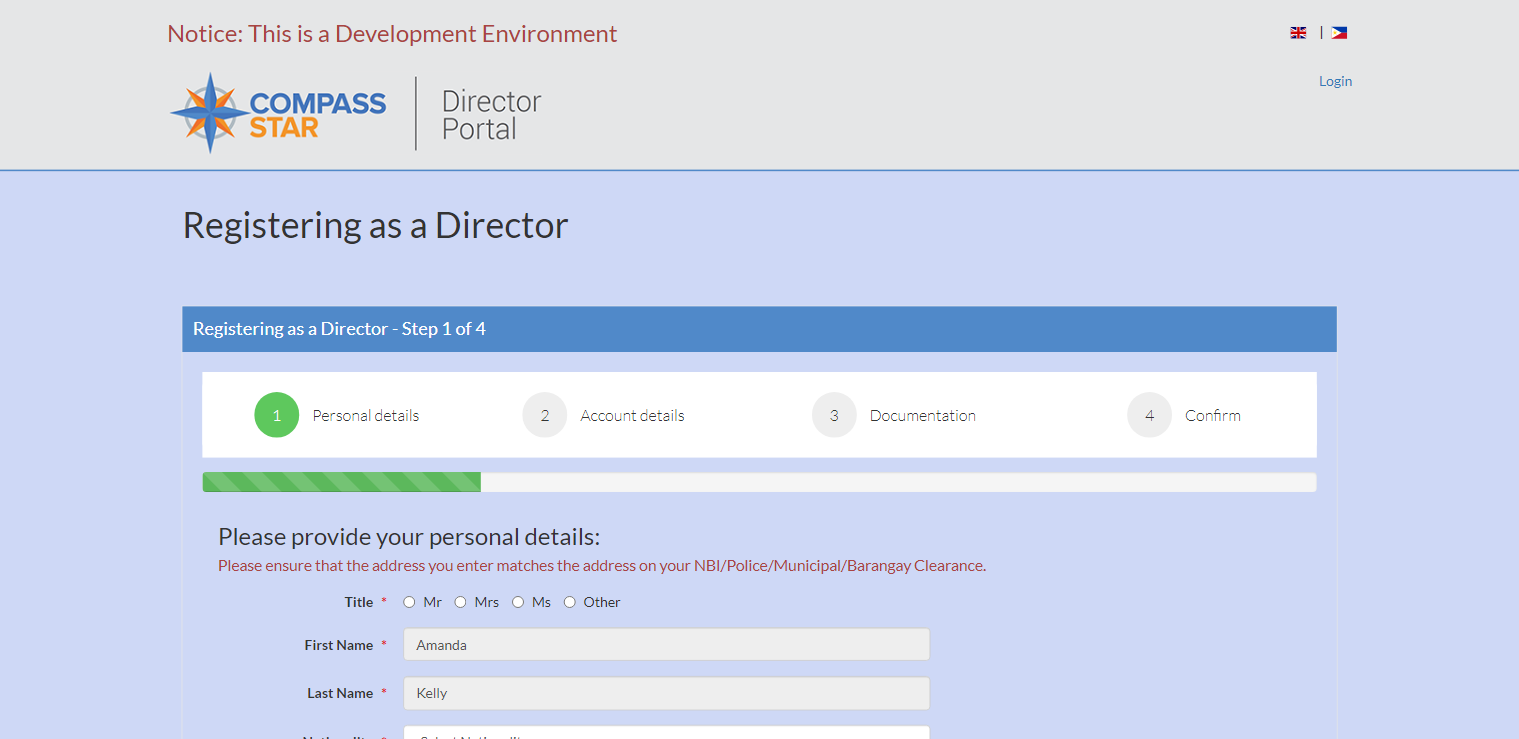 Notice: This is a Development Environment
|
Login
COMPASS
STAR
Director
Portal
Registering as a Director
Registering as a Director - Step 1 of 4
1 Personal details 2 Account details 3 Documentation 4 Confirm
Please provide your personal details:
Please ensure that the address you enter matches the address on your NBI/Police/Municipal/Barangay Clearance.
Title * Mr Mrs Ms Other
First Name * Amanda
Last Name * Kelly